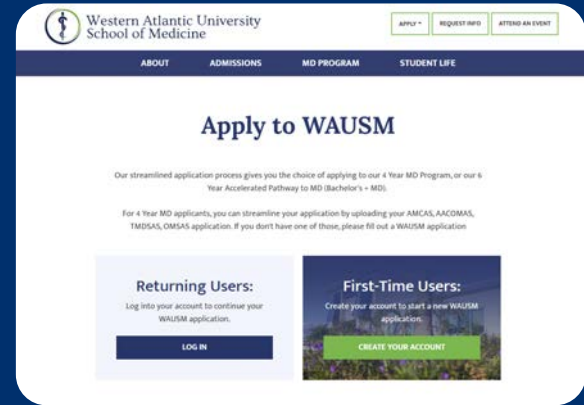 Western Atlantic University
School of Medicine
APPLY
REQUEST INFO
ATTEND AN EVENT
ABOUT
ADMISSIONS
MD PROGRAM
STUDENT LIFE
Apply to WAUSM
Our streamlined application process gives you the choice of applying to our 4 Year MD Program, or our 6
Year Accelerated Pathway to MD (Bachelor's + MD).
For 4 Year MD applicants, you can streamline your application by uploading your AMCAS, AACOMAS,
TMDSAS, OMSAS application. If you don't have one of those, please fill out a WAUSM application
Returning Users:
Log into your account to continue your
WAUSM application.
LOG IN
First-Time Users:
Create your account to start a new WAUSM
application.
CREATE YOUR ACCOUNT